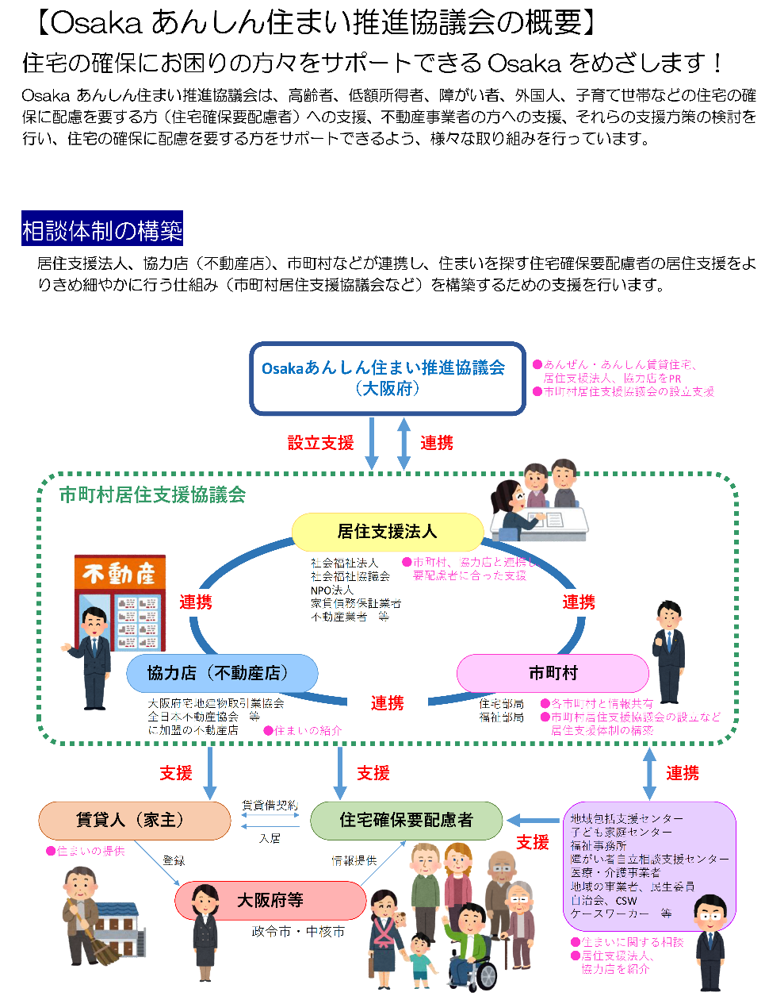 【Osaka あんしん住まい推進協議会の概要】
住宅の確保にお困りの方々をサポートできる Osaka をめざします！
Osaka あんしん住まい推進協議会は、高齢者、低額所得者、障がい者、外国人、子育て世帯などの住宅の確
保に配慮を要する方（住宅確保要配慮者）への支援、不動産事業者の方への支援、それらの支援方策の検討を
行い、住宅の確保に配慮を要する方をサポートできるよう、様々な取り組みを行っています。
相談体制の構築
居住支援法人、協力店（不動産店）、市町村などが連携し、住まいを探す住宅確保要配慮者の居住支援をよ
りきめ細やかに行う仕組み（市町村居住支援協議会など）を構築するための支援を行います。
Osakaあんしん住まい推進協議会
（大阪府）
●あんぜん・あんしん賃貸住宅、
居住支援法人、協力店をPR
●市町村居住支援協議会の設立支援
設立支援
連携
市町村居住支援協議会
居住支援法人
社会福祉法人
社会福祉協議会
NPO法人
家賃債務保証業者
不動産業者　等
●市町村、協力店と連携し
要配慮者に合った支援
不動産
連携
連携
協力店（不動産店）
連携
市町村
大阪府宅地建物取引業協会
全日本不動産協会　等
に加盟の不動産店
●住まいの紹介
住宅部局
福祉部局
●各市町村と情報共有
●市町村居住支援協議会の設立など
居住支援体制の構築
支援
支援
連携
賃貸人（家主）
●住まいの提供
賃貸借契約
入居
住宅確保要配慮者
支援
地域包括支援センター
子ども家庭センター
福祉事務所
障がい者自立相談支援センター
医療・介護事業者
地域の事業者、民生委員
自治会、CSW
ケースワーカー　等
登録
情報提供
大阪府等
政令市・中核市
●住まいに関する相談
●居住支援法人、
協力店を紹介